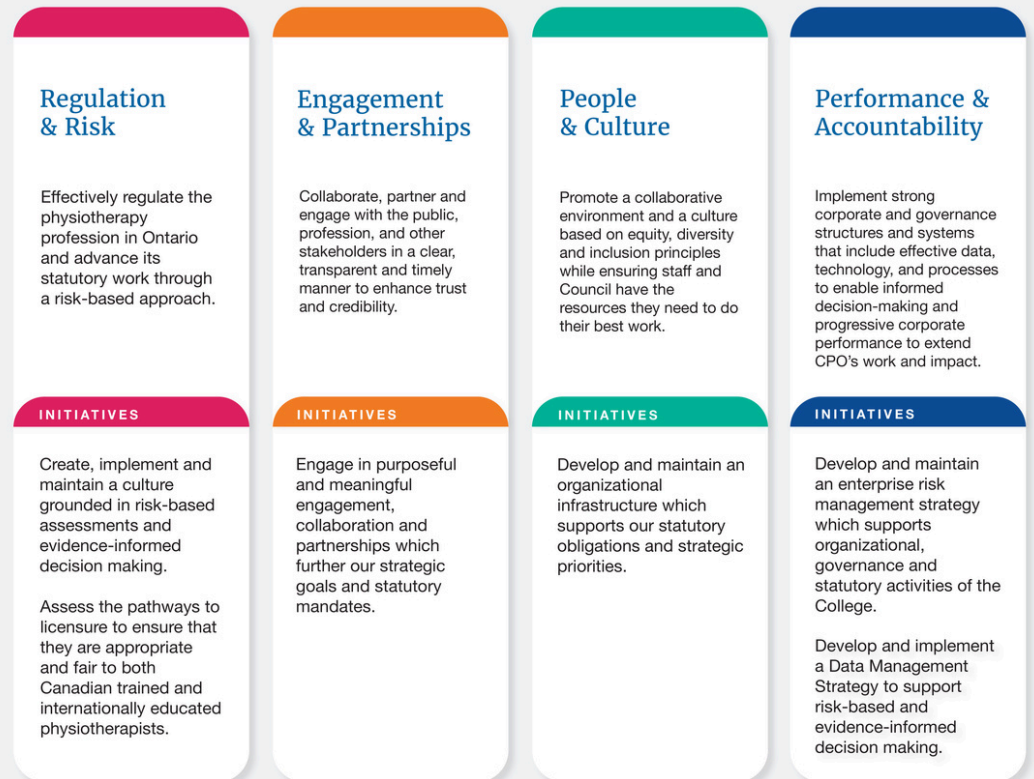 Regulation
& Risk
Effectively regulate the
physiotherapy
profession in Ontario
and advance its
statutory work through
a risk-based approach.
INITIATIVES
Create, implement and
maintain a culture
grounded in risk-based
assessments and
evidence-informed
decision making.
Assess the pathways to
licensure to ensure that
they are appropriate
and fair to both
Canadian trained and
internationally educated
physiotherapists.
Engagement
& Partnerships
Collaborate, partner and
engage with the public,
profession, and other
stakeholders in a clear,
transparent and timely
manner to enhance trust
and credibility.
INITIATIVES
Engage in purposeful
and meaningful
engagement,
collaboration and
partnerships which
further our strategic
goals and statutory
mandates.
People
& Culture
Promote a collaborative
environment and a culture
based on equity, diversity
and inclusion principles
while ensuring staff and
Council have the
resources they need to do
their best work.
INITIATIVES
Develop and maintain an
organizational
infrastructure which
supports our statutory
obligations and strategic
priorities.
Performance &
Accountability
Implement strong
corporate and governance
structures and systems
that include effective data,
technology, and processes
to enable informed
decision-making and
progressive corporate
performance to extend
CPO's work and impact.
INITIATIVES
Develop and maintain
an enterprise risk
management strategy
which supports
organizational,
governance and
statutory activities of the
College.
Develop and implement
a Data Management
Strategy to support
risk-based and
evidence-informed
decision making.